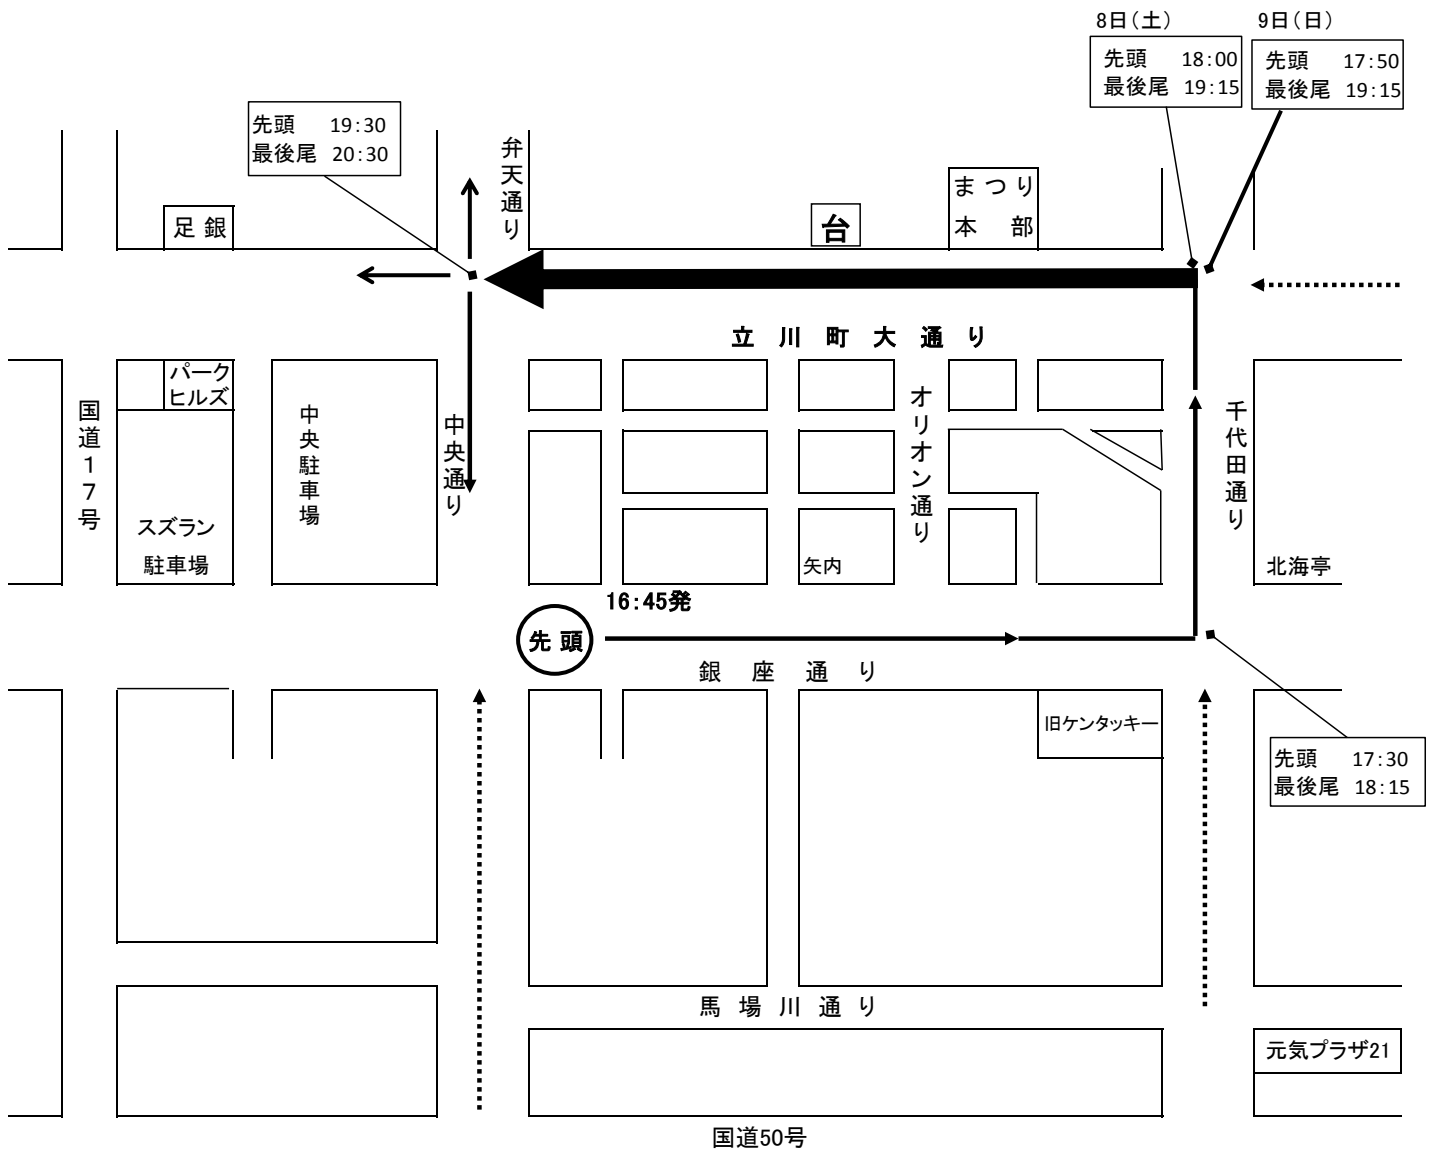 8日(土)
9日(日)
先頭 18:00
最後尾 19:15
先頭 17:50
最後尾 19:15
先頭 19:30
最後尾 20:30
弁天通り
まつり
本部
足銀
台
立川町大通り
パーク
ヒルズ
国道17号
中央駐車場
中央通り
オリオン通り
千代田通り
スズラン
駐車場
矢内
北海亭
16:45発
先頭
銀座通り
旧ケンタッキー
先頭 17:30
最後尾 18:15
馬場川通り
元気プラザ21
国道50号